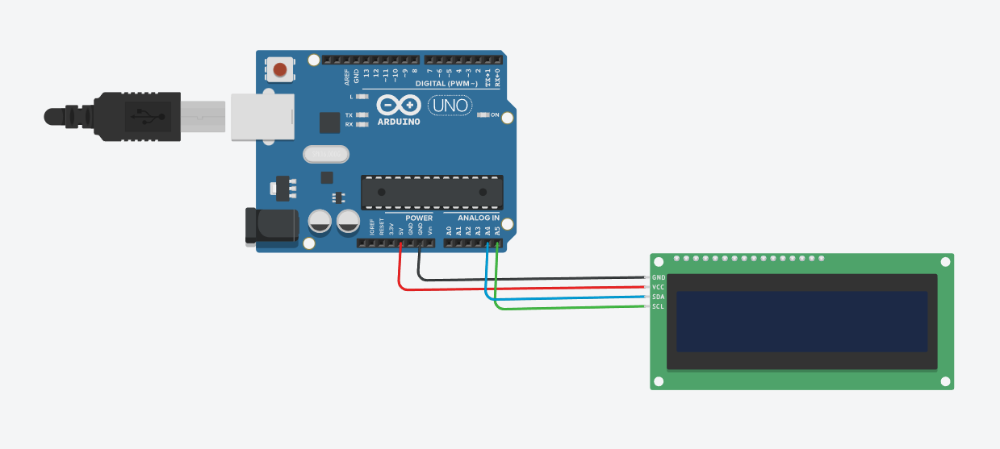 AREF
GND
13
12
~11
~10
~9
8
7
~6
~5
4
~3
2
TX→1
RX←0
DIGITAL (PWM~)
L
TX
RX
UNO
ON
ARDUINO
POWER
ANALOG IN
IOREF
RESET
3.3V
5V
GND
GND
Vin
A0
A1
A2
A3
A4
A5
GND
VCC
SDA
SCL